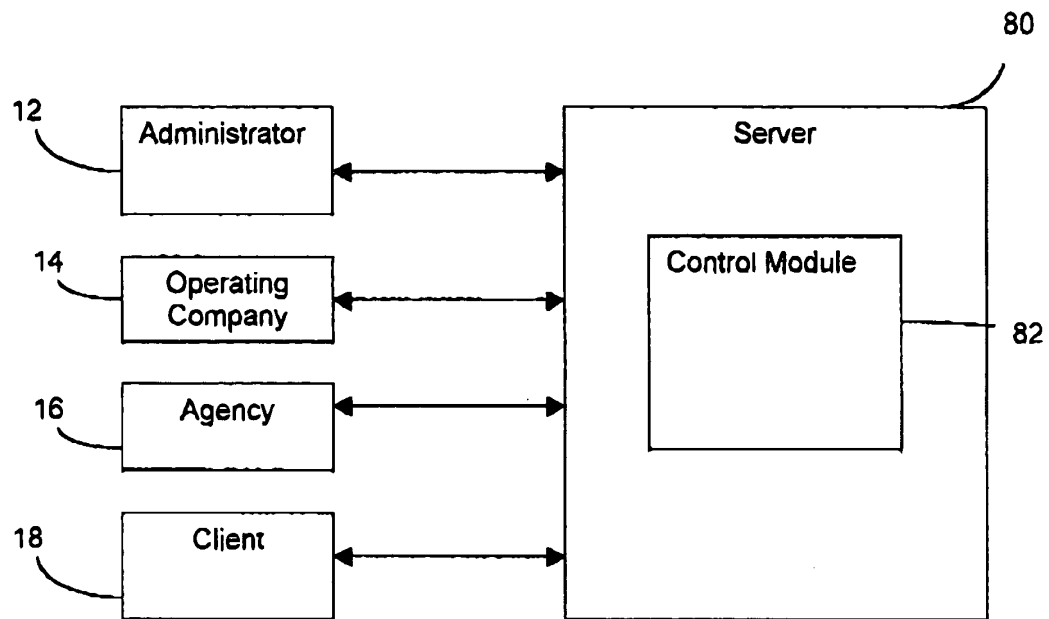 80
12
Administrator
Server
14
Operating
Company
Control Module
82
16
Agency
18
Client